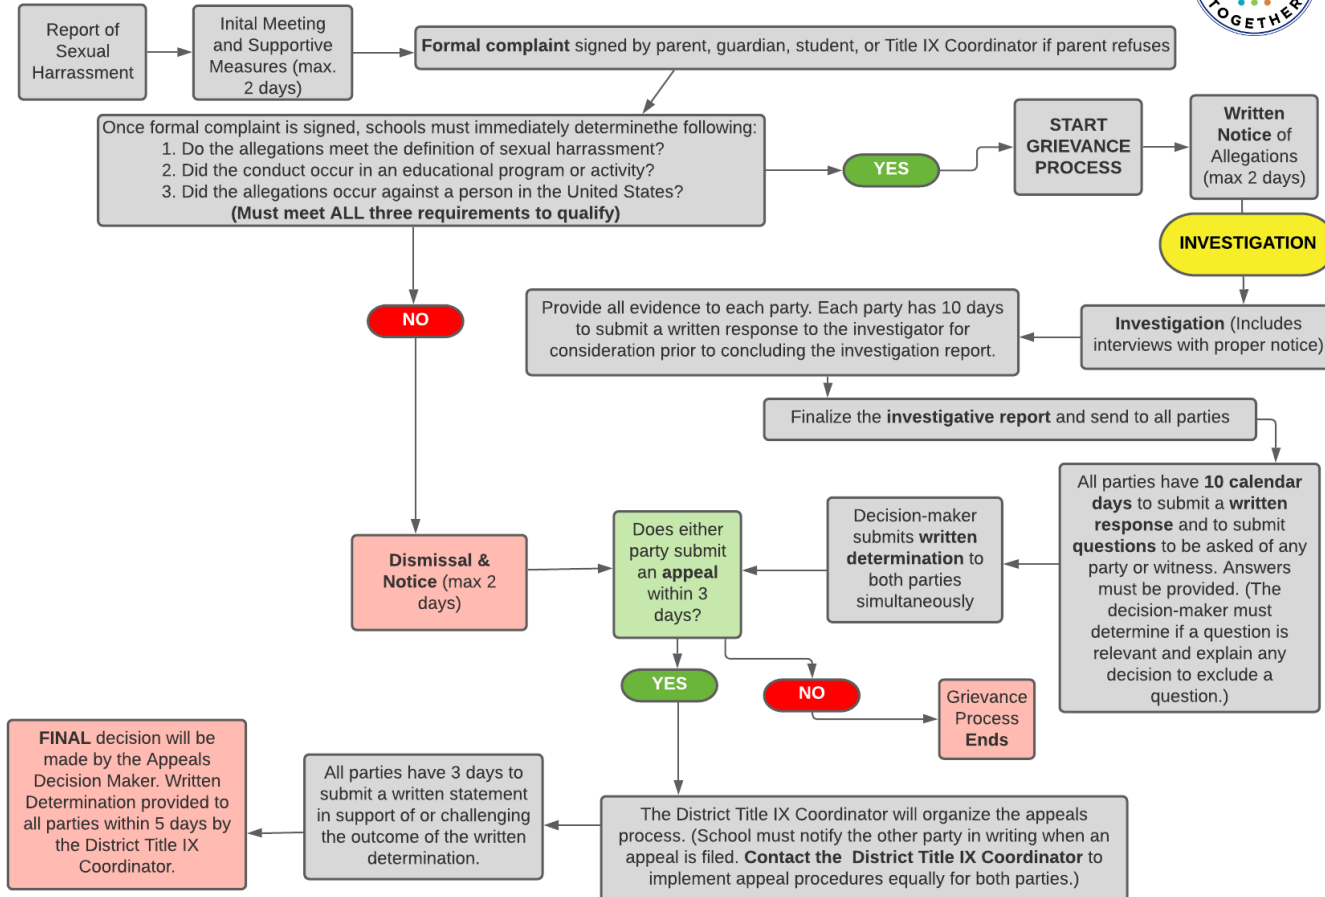 TOGETHER
Report of
Sexual
Harrassment
Inital Meeting
and Supportive
Measures (max.
2 days)
Formal complaint signed by parent, guardian, student, or Title IX Coordinator if parent refuses
Once formal complaint is signed, schools must immediately determinethe following:
1. Do the allegations meet the definition of sexual harrassment?
2. Did the conduct occur in an educational program or activity?
3. Did the allegations occur against a person in the United States?
(Must meet ALL three requirements to qualify)
YES
START
GRIEVANCE
PROCESS
Written
Notice of
Allegations
(max 2 days)
INVESTIGATION
NO
Provide all evidence to each party. Each party has 10 days
to submit a written response to the investigator for
consideration prior to concluding the investigation report.
Investigation (Includes
interviews with proper notice)
Finalize the investigative report and send to all parties
All parties have 10 calendar
days to submit a written
response and to submit
questions to be asked of any
party or witness. Answers
must be provided. (The
decision-maker must
determine if a question is
relevant and explain any
decision to exclude a
question.)
Decision-maker
submits written
determination to
both parties
simultaneously
Does either
party submit
an appeal
within 3
days?
Dismissal &
Notice (max 2
days)
YES
NO
Grievance
Process
Ends
The District Title IX Coordinator will organize the appeals
process. (School must notify the other party in writing when an
appeal is filed. Contact the  District Title IX Coordinator to
implement appeal procedures equally for both parties.)
All parties have 3 days to
submit a written statement
in support of or challenging
the outcome of the written
determination.
FINAL decision will be
made by the Appeals
Decision Maker. Written
Determination provided to
all parties within 5 days by
the District Title IX
Coordinator.